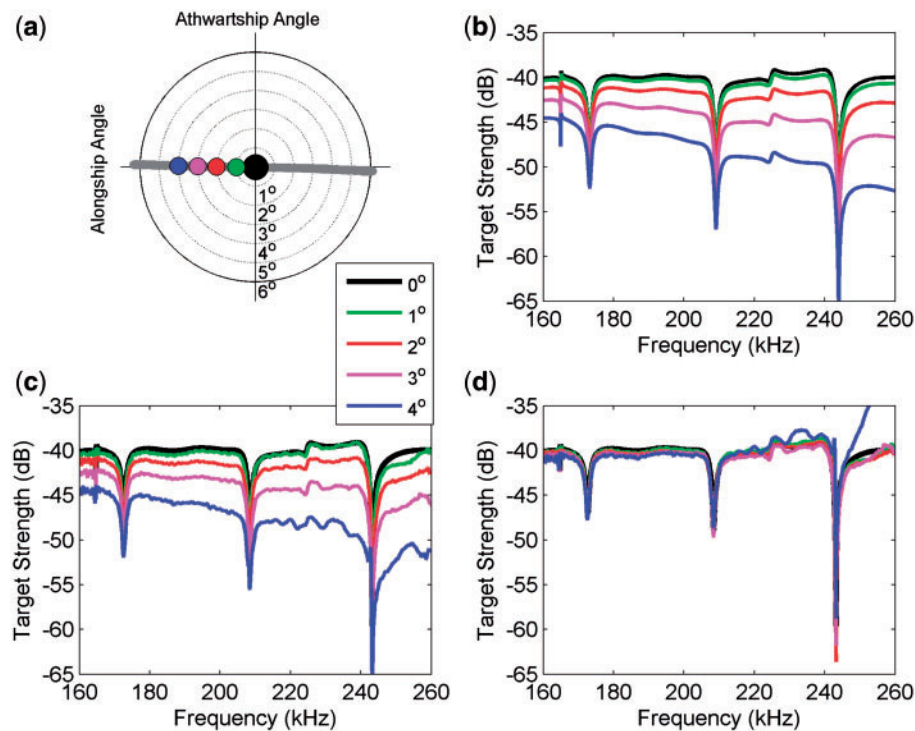 (a)
Athwartship Angle
Alongship Angle
1°
2°
3°
4°
5°
6°
0°
1°
2°
3°
4°
(b)
Target Strength (dB)
-35
-40
-45
-50
-55
-60
-65
160 180 200 220 240 260
Frequency (kHz)
(c)
Target Strength (dB)
-35
-40
-45
-50
-55
-60
-65
160 180 200 220 240 260
Frequency (kHz)
(d)
Target Strength (dB)
-35
-40
-45
-50
-55
-60
-65
160 180 200 220 240 260
Frequency (kHz)